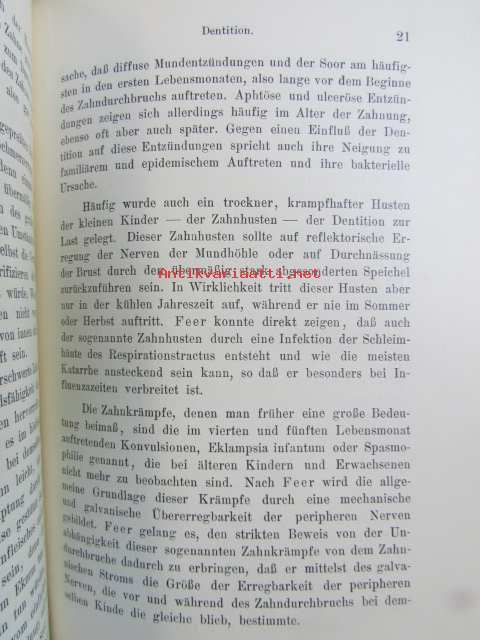 Dentition.
21
sache, daß diffuse Mundentzündungen und der Soor am häufig-
sten in den ersten Lebensmonaten, also lange vor dem Beginne
des Zahndurchbruchs auftreten. Aphtöse und ulceröse Entzün-
dungen zeigen sich allerdings häufig im Alter der Zahnung,
ebenso oft aber auch später. Gegen einen Einfluß der Den-
tition auf diese Entzündungen spricht auch ihre Neigung zu
familiärem und epidemischem Auftreten und ihre bakterielle
Ursache.
Häufig wurde auch ein trockner, krampfhafter Husten
der kleinen Kinder — der Zahnhusten — der Dentition zur
Last gelegt. Dieser Zahnhusten sollte auf reflektorische Er-
regung der Nerven der Mundhöhle oder auf Durchnässung
der Brust durch den übermäßig stark abgesonderten Speichel
zurückzuführen sein. In Wirklichkeit tritt dieser Husten aber
nur in der kühlen Jahreszeit auf, während er nie im Sommer
oder Herbst auftritt. Feer konnte direkt zeigen, daß auch
der sogenannte Zahnhusten durch eine Infektion der Schleim-
häute des Respirationstractus entsteht und wie die meisten
Katarrhe ansteckend sein kann, so daß er besonders bei In-
fluenzazeiten verbreitet ist.
Die Zahnkrämpfe, denen man früher eine große Bedeu-
tung beimaß, sind die im vierten und fünften Lebensmonat
auftretenden Konvulsionen, Eklampsia infantum oder Spasmo-
philie genannt, die bei älteren Kindern und Erwachsenen
nicht mehr zu beobachten sind. Nach Feer wird die allge-
meine Grundlage dieser Krämpfe durch eine mechanische
und galvanische Übererregbarkeit der peripheren Nerven
gebildet. Feer gelang es, den strikten Beweis von der Un-
abhängigkeit dieser sogenannten Zahnkrämpfe von dem Zahn-
durchbruche dadurch zu erbringen, daß er mittelst des galva-
nischen Stroms die Größe der Erregbarkeit der peripheren
Nerven, die vor und während des Zahndurchbruchs bei dem-
selben Kinde die gleiche blieb, bestimmte.
Antikvariaatti.net